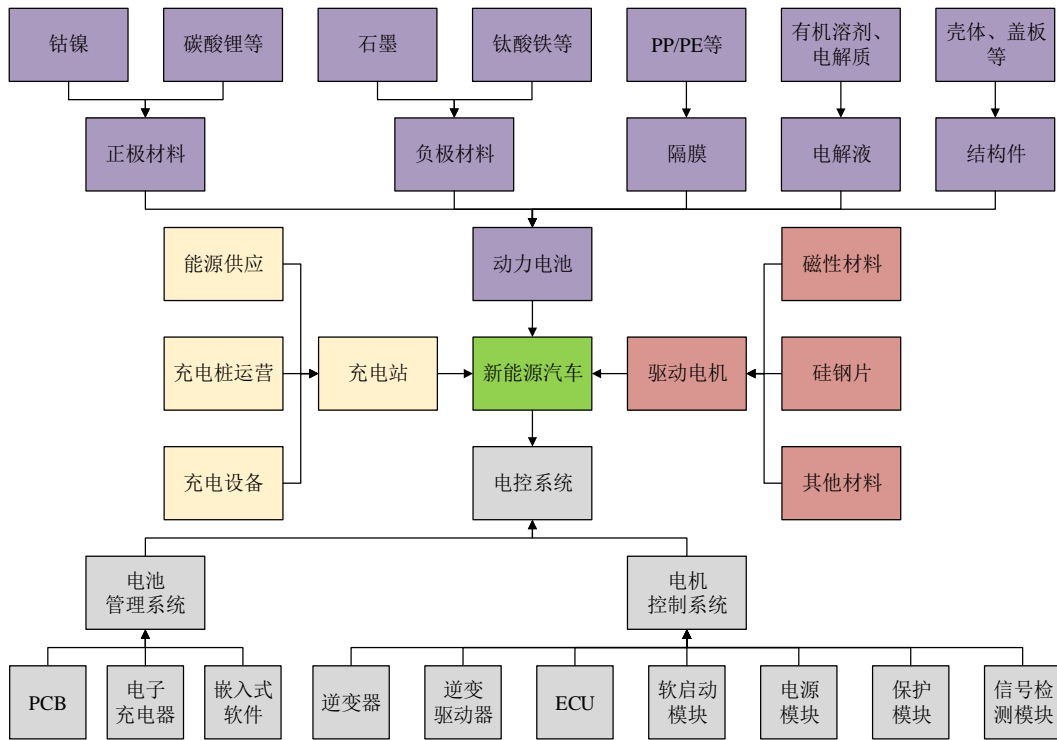 钴镍
碳酸锂等
石墨
钛酸铁等
PP/PE等
有机溶剂、
电解质
壳体、盖板
等
正极材料
负极材料
隔膜
电解液
结构件
能源供应
动力电池
磁性材料
充电桩运营
充电站
新能源汽车
驱动电机
硅钢片
充电设备
电控系统
其他材料
电池
管理系统
电机
控制系统
PCB
电子
充电器
嵌入式
软件
逆变器
逆变
驱动器
ECU
软启动
模块
电源
模块
保护
模块
信号检
测模块